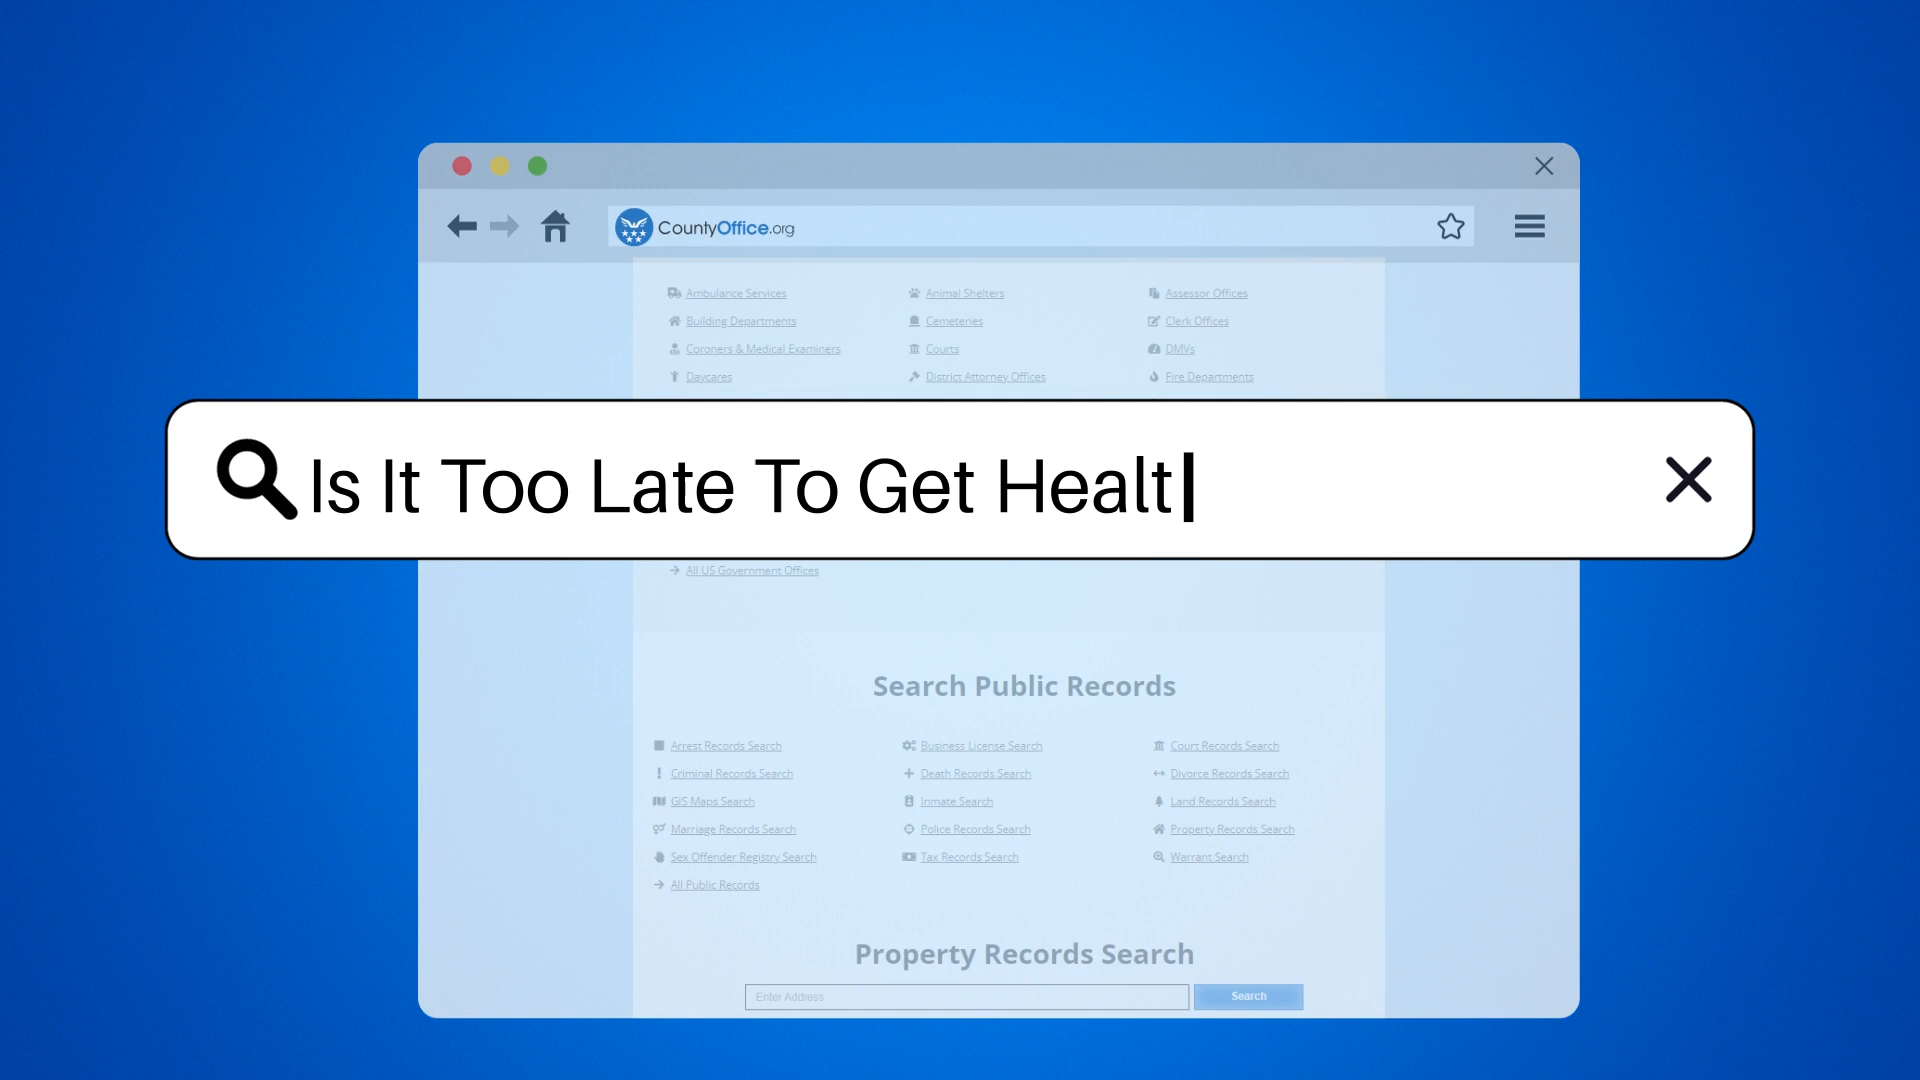 CountyOffice.org
Ambulance Services Animal Shelters Assessor Offices
Building Departments Cemeteries Clerk Offices
Coroners & Medical Examiners Courts DMVs
Daycares District Attorney Offices Fire Departments
Is It Too Late To Get Healt
All US Government Offices
Search Public Records
Arrest Records Search Business License Search Court Records Search
Criminal Records Search Death Records Search Divorce Records Search
GIS Maps Search Inmate Search Land Records Search
Marriage Records Search Police Records Search Property Records Search
Sex Offender Registry Search Tax Records Search Warrant Search
All Public Records
Property Records Search
Enter Address Search